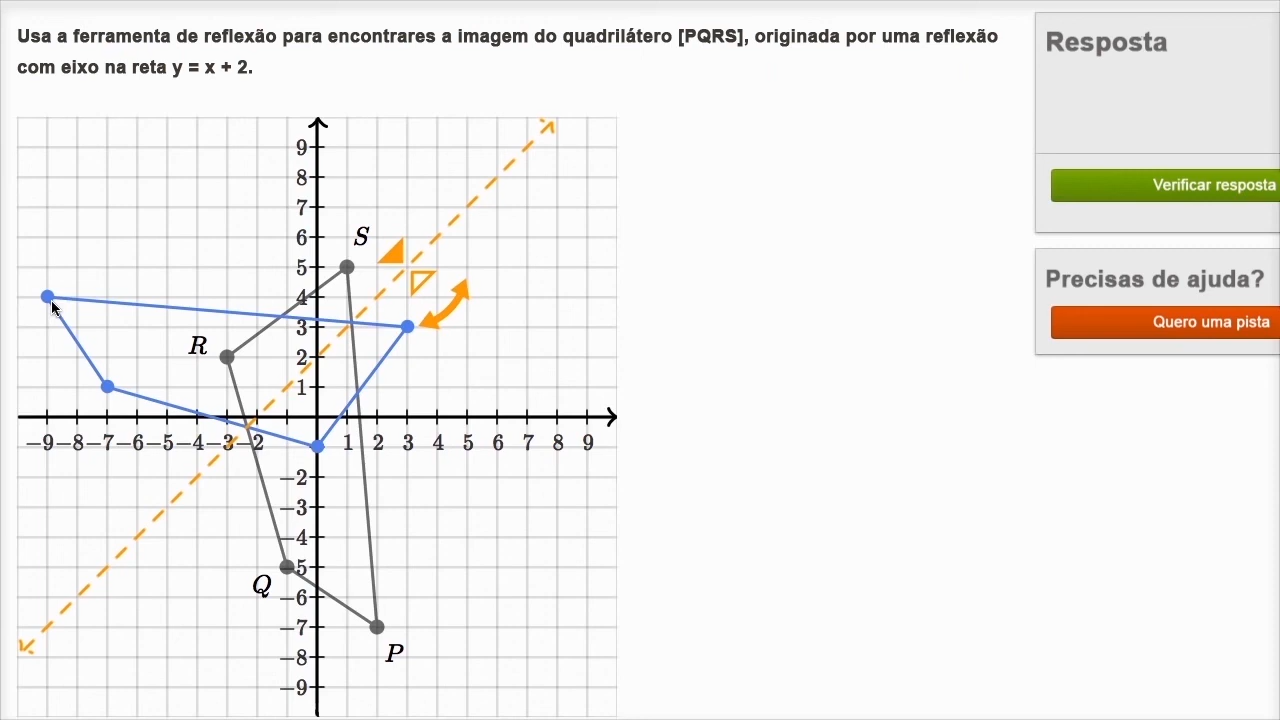 Usa a ferramenta de reflexão para encontrares a imagem do quadrilátero [PQRS], originada por uma reflexão
com eixo na reta y = x + 2.
Resposta
Verificar resposta
Precisas de ajuda?
Quero uma pista
9
8
7
6
5
4
3
2
1
S
R
−9 −8 −7 −6 −5 −4 −3 −2 1 2 3 4 5 6 7 8 9
−2
−3
−4
−5
−6
−7
−8
−9
Q
P